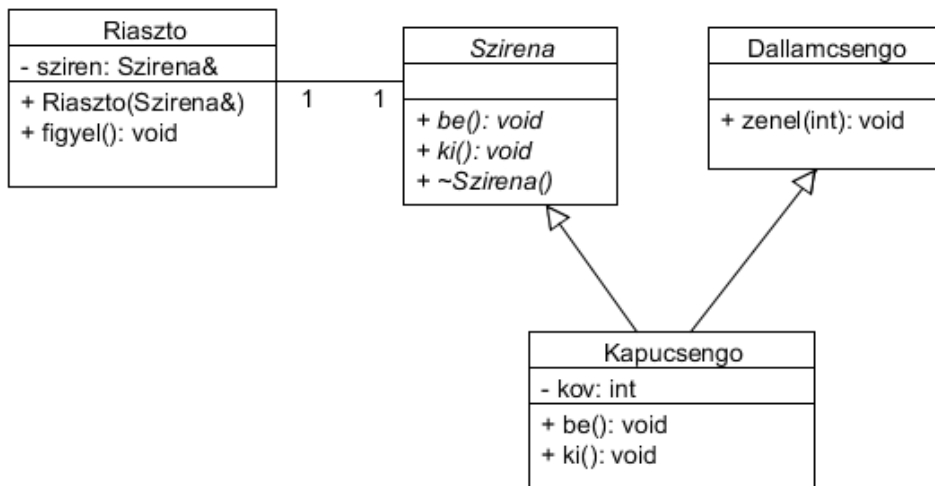 Riaszto
- sziren: Szirena&
+ Riaszto(Szirena&)
+ figyel(): void
1 1
Szirena
+ be(): void
+ ki(): void
+ ~Szirena()
Dallamcsengo
+ zenel(int): void
Kapucsengo
- kov: int
+ be(): void
+ ki(): void